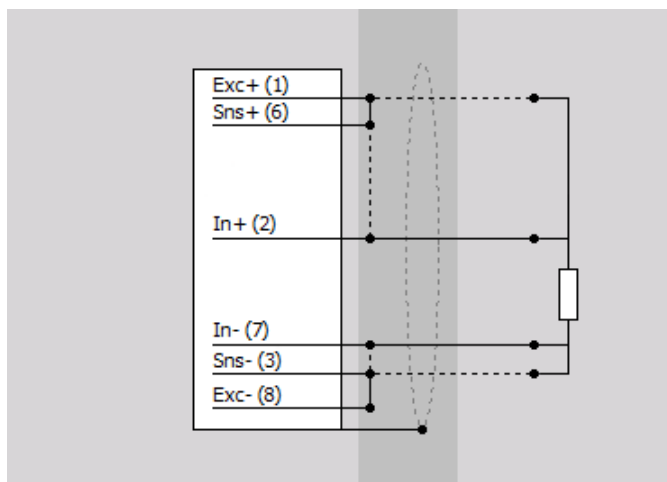 Exc+ (1)
Sns+ (6)
In+ (2)
In- (7)
Sns- (3)
Exc- (8)